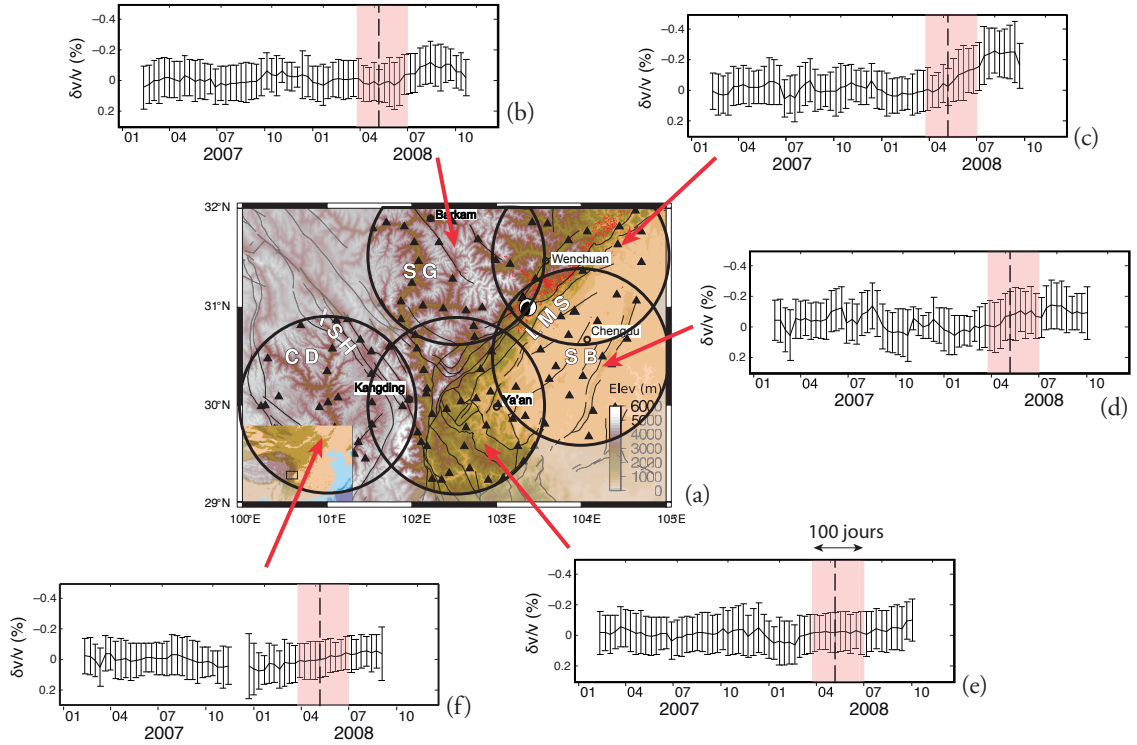 −0.4
−0.2
0
0.2
δv/v (%)
01
04
07
10
01
04
07
10
2007
2008
(b)
−0.4
−0.2
0
0.2
δv/v (%)
01
04
07
10
01
04
07
10
2007
2008
(c)
32°N
31°N
30°N
29°N
100°E
101°E
102°E
103°E
104°E
105°E
Barkam
Wenchuan
S G
L M S
Chengdu
S B
X S H
C D
Kangding
Ya'an
Elev (m)
6000
5000
4000
3000
2000
1000
0
(a)
−0.4
−0.2
0
0.2
δv/v (%)
01
04
07
10
01
04
07
10
2007
2008
(d)
100 jours
−0.4
−0.2
0
0.2
δv/v (%)
01
04
07
10
01
04
07
10
2007
2008
(e)
−0.4
−0.2
0
0.2
δv/v (%)
01
04
07
10
01
04
07
10
2007
2008
(f)